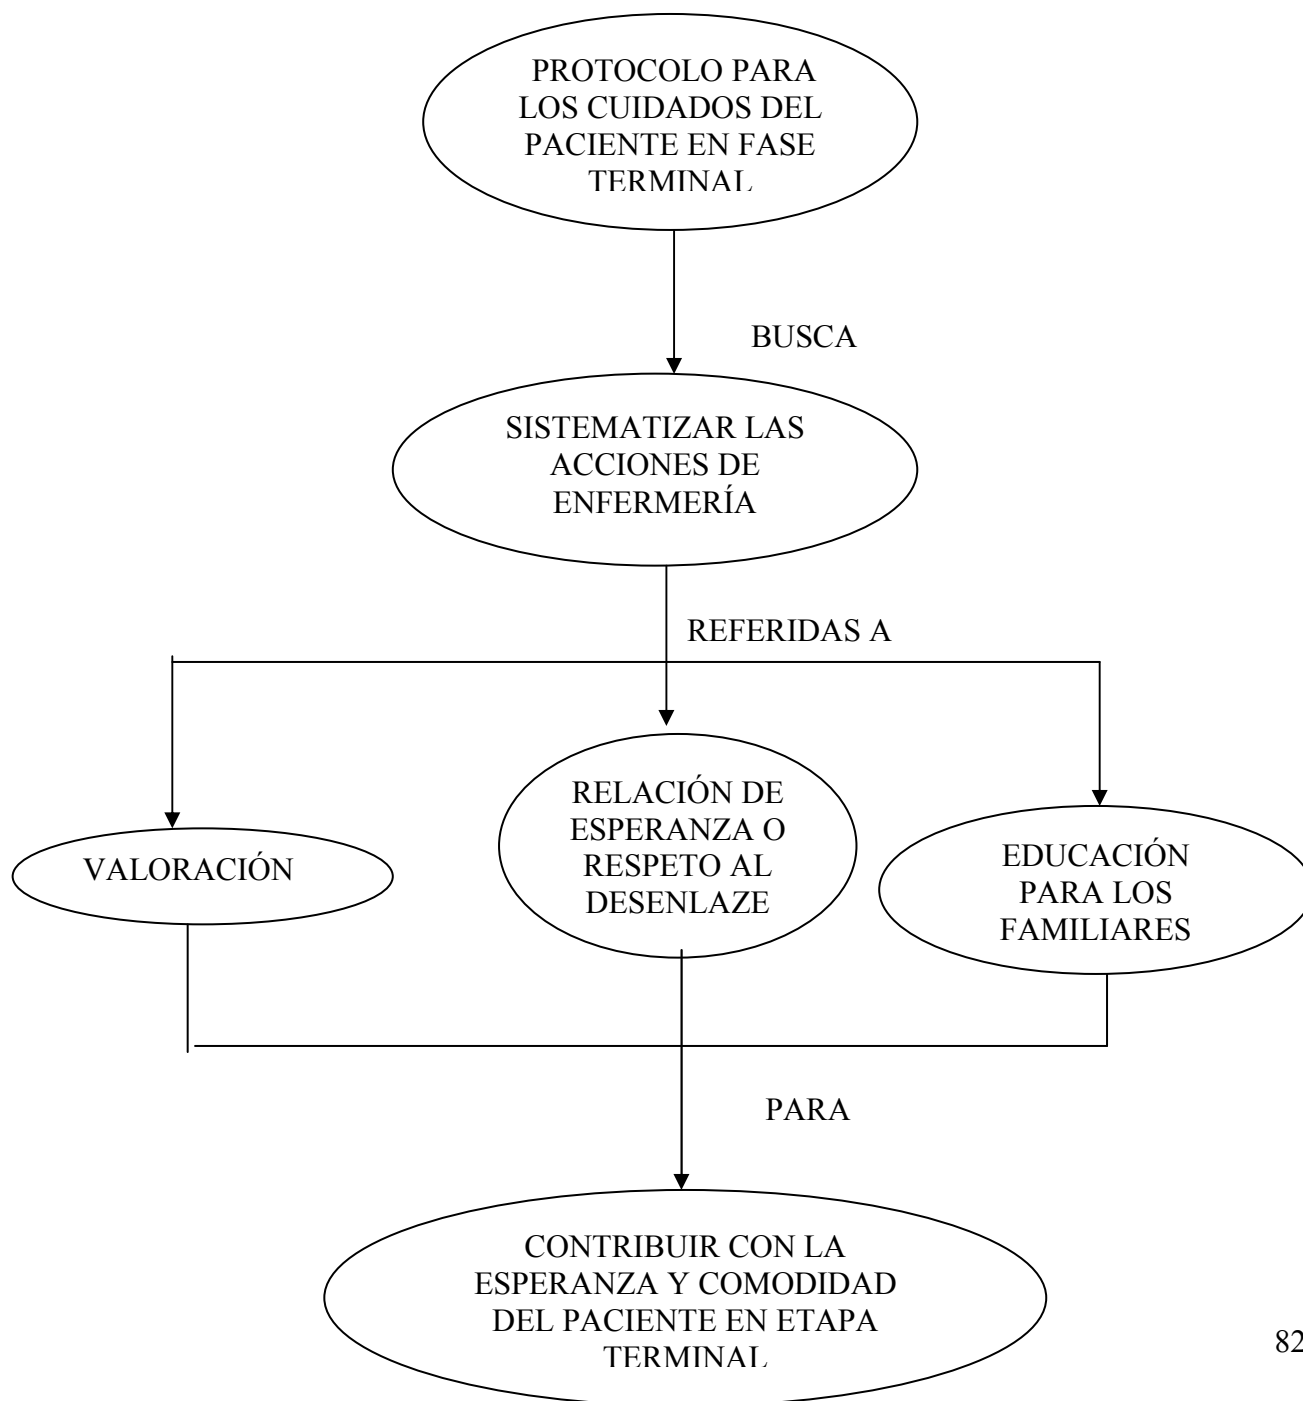 PROTOCOLO PARA
LOS CUIDADOS DEL
PACIENTE EN FASE
TERMINAL
BUSCA
SISTEMATIZAR LAS
ACCIONES DE
ENFERMERÍA
REFERIDAS A
VALORACIÓN
RELACIÓN DE
ESPERANZA O
RESPETO AL
DESENLAZE
EDUCACIÓN
PARA LOS
FAMILIARES
PARA
CONTRIBUIR CON LA
ESPERANZA Y COMODIDAD
DEL PACIENTE EN ETAPA
TERMINAL
82